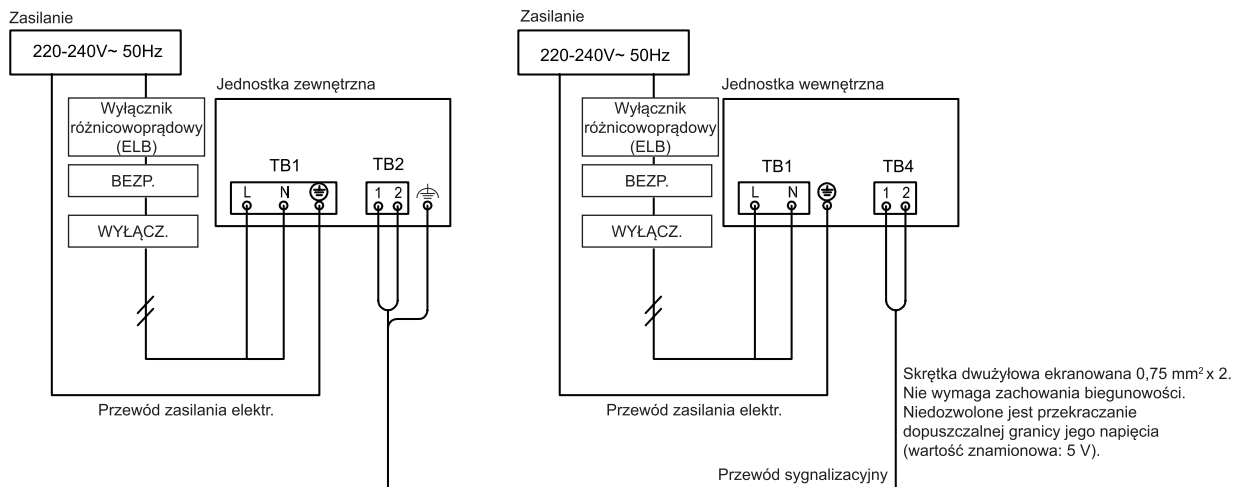 Zasilanie
220-240V~ 50Hz
Jednostka zewnętrzna
Wyłącznik
różnicowoprądowy
(ELB)
BEZP.
WYŁĄCZ.
TB1
TB2
L N
1 2
Przewód zasilania elektr.
Zasilanie
220-240V~ 50Hz
Jednostka wewnętrzna
Wyłącznik
różnicowoprądowy
(ELB)
BEZP.
WYŁĄCZ.
TB1
TB4
L N
1 2
Przewód zasilania elektr.
Skrętka dwużyłowa ekranowana 0,75 mm² x 2.
Nie wymaga zachowania biegunowości.
Niedozwolone jest przekraczanie
dopuszczalnej granicy jego napięcia
(wartość znamionowa: 5 V).
Przewód sygnalizacyjny